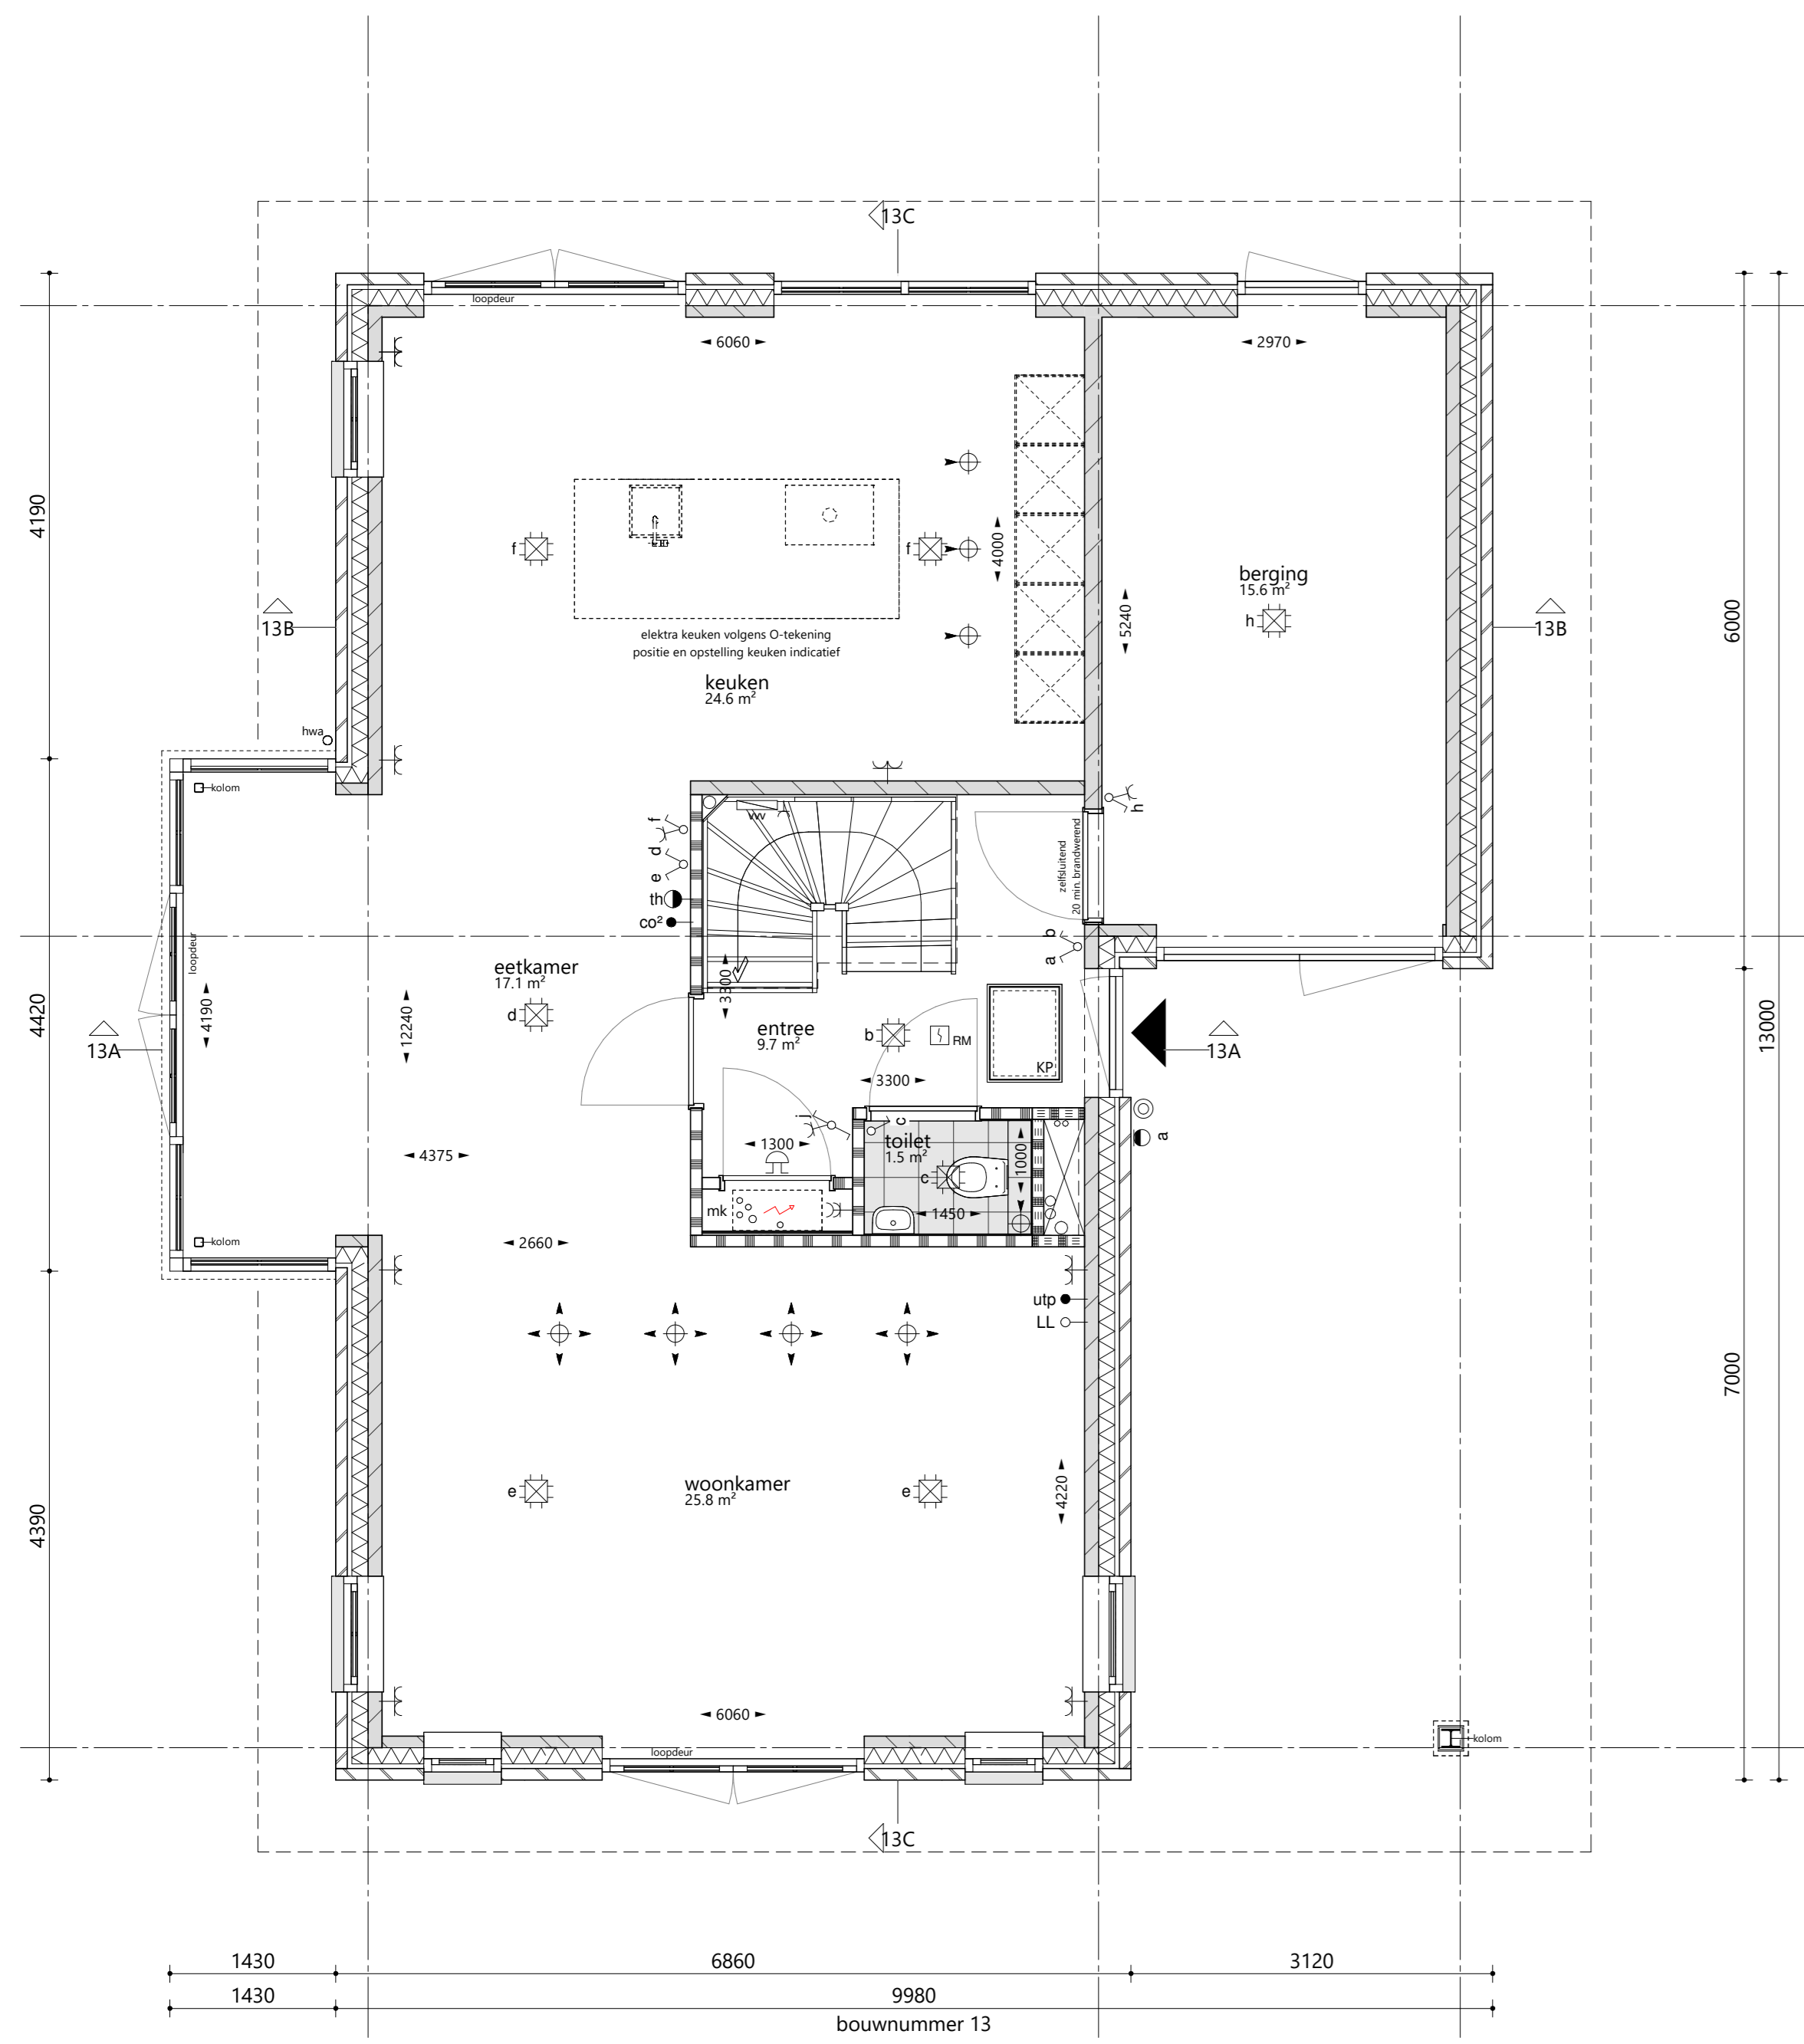 13C
loopdeur
6060
2970
4190
f
f
4000
berging
15.6 m²
h
5240
6000
13B
13B
elektra keuken volgens O-tekening
positie en opstelling keuken indicatief
keuken
24.6 m²
hwa
kolom
vvv
h
f
d
e
th
co²
zelfsluitend
20 min. brandwerend
b
a
loopdeur
eetkamer
17.1 m²
3300
4190
12240
4420
d
entree
9.7 m²
b
RM
KP
13A
13A
13000
3300
j
c
toilet
1.5 m²
1300
1000
a
4375
c
mk
1450
kolom
2660
utp
LL
7000
woonkamer
25.8 m²
e
e
4220
4390
6060
loopdeur
kolom
13C
1430
6860
3120
1430
9980
bouwnummer 13